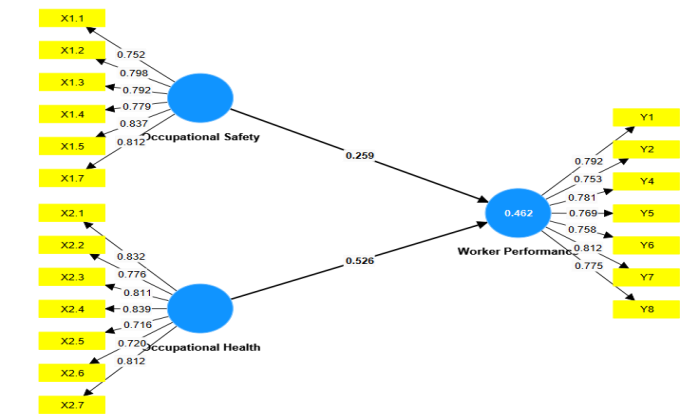 X1.1
0.752
X1.2
0.798
X1.3
0.792
X1.4
0.779
X1.5
0.837
X1.7
0.812
Occupational Safety
0.259
X2.1
0.832
X2.2
0.776
X2.3
0.811
X2.4
0.839
X2.5
0.716
X2.6
0.720
X2.7
0.812
Occupational Health
0.526
0.462
Worker Performance
Y1
0.792
Y2
0.753
Y4
0.781
Y5
0.769
Y6
0.758
Y7
0.812
Y8
0.775